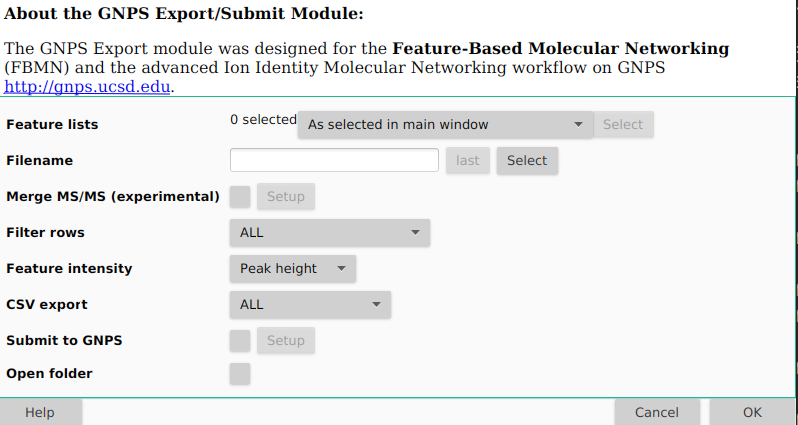 About the GNPS Export/Submit Module:
The GNPS Export module was designed for the Feature-Based Molecular Networking
(FBMN) and the advanced Ion Identity Molecular Networking workflow on GNPS
http://gnps.ucsd.edu.
Feature lists 0 selected As selected in main window Select
Filename last Select
Merge MS/MS (experimental) Setup
Filter rows ALL
Feature intensity Peak height
CSV export ALL
Submit to GNPS Setup
Open folder
Help Cancel OK